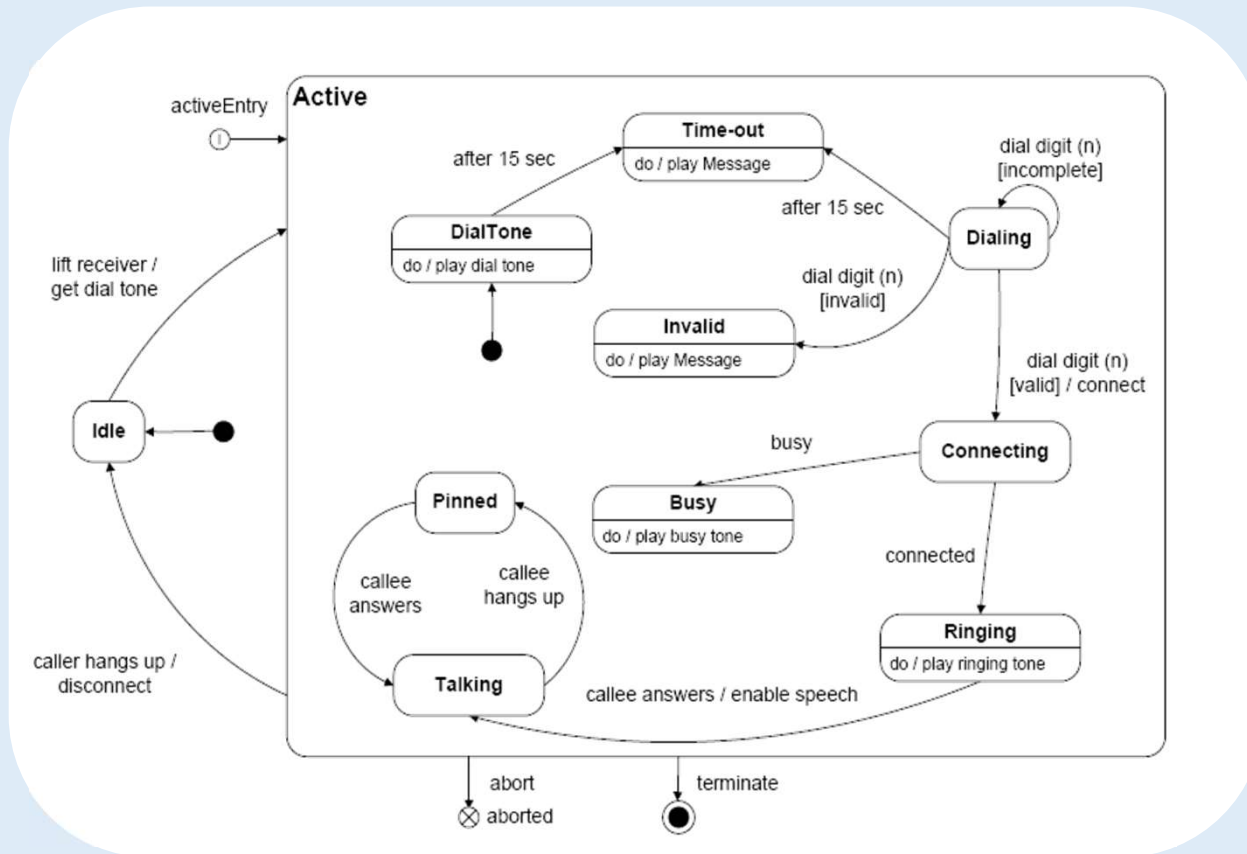 Active
activeEntry
Time-out
do / play Message
dial digit (n)
[incomplete]
after 15 sec
after 15 sec
DialTone
do / play dial tone
Dialing
lift receiver /
get dial tone
dial digit (n)
[invalid]
Invalid
do / play Message
dial digit (n)
[valid] / connect
Idle
busy
Connecting
Pinned
Busy
do / play busy tone
connected
callee
answers
callee
hangs up
Ringing
do / play ringing tone
caller hangs up /
disconnect
Talking
callee answers / enable speech
abort
terminate
aborted